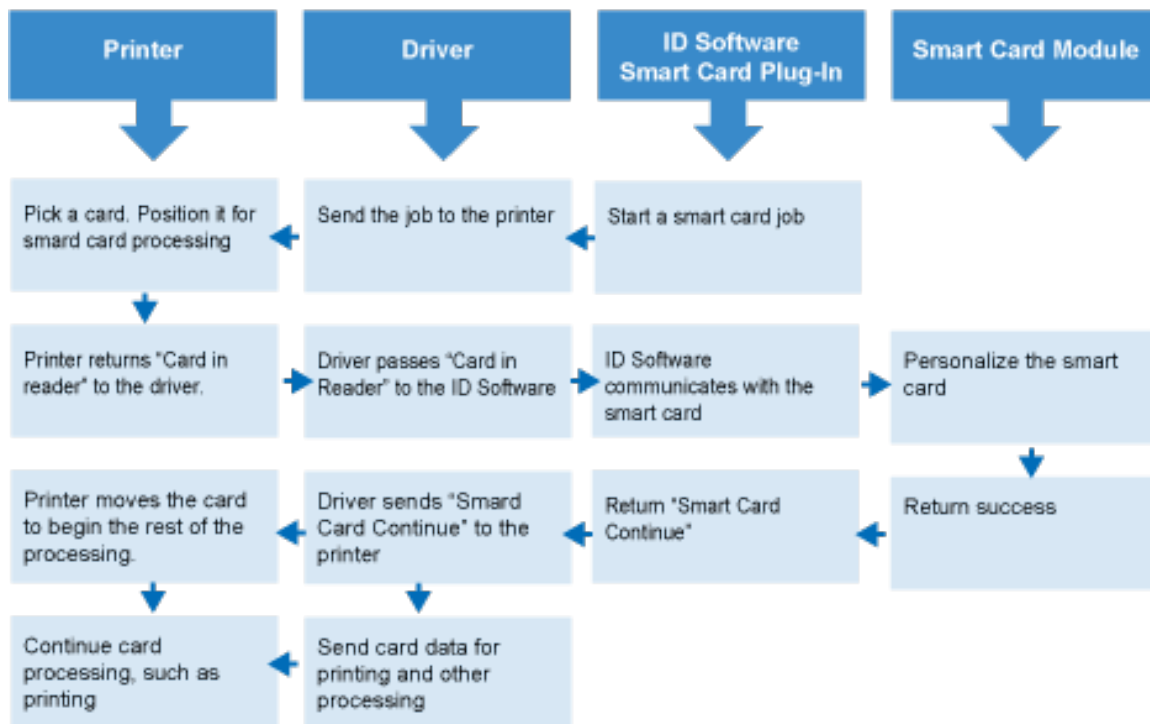 Printer
Driver
ID Software
Smart Card Plug-In
Smart Card Module
Pick a card. Position it for
smard card processing
Send the job to the printer
Start a smart card job
Printer returns “Card in
reader” to the driver.
Driver passes “Card in
Reader” to the ID Software
ID Software
communicates with the
smart card
Personalize the smart
card
Printer moves the card
to begin the rest of the
processing.
Driver sends “Smard
Card Continue” to the
printer
Return “Smart Card
Continue”
Return success
Continue card
processing, such as
printing
Send card data for
printing and other
processing